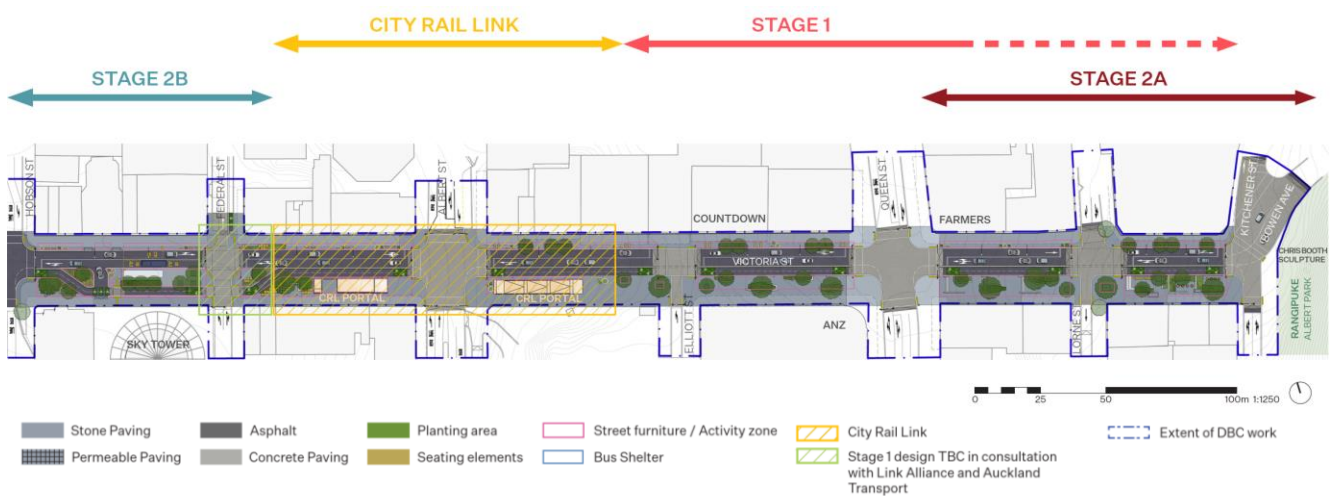 CITY RAIL LINK
STAGE 1
STAGE 2B
STAGE 2A
HOBSON ST
FEDERAL ST
ALBERT ST
QUEEN ST
KITCHENER ST
BOWEN AVE
COUNTDOWN
FARMERS
CHRIS BOOTH
SCULPTURE
VICTORIA ST
CRL PORTAL
CRL PORTAL
SKY TOWER
ELLIOTT ST
ANZ
LORNE ST
RANGIPUKE
ALBERT PARK
0 25 50 100m 1:1250
Stone Paving
Asphalt
Planting area
Street furniture / Activity zone
City Rail Link
Extent of DBC work
Permeable Paving
Concrete Paving
Seating elements
Bus Shelter
Stage 1 design TBC in consultation
with Link Alliance and Auckland
Transport